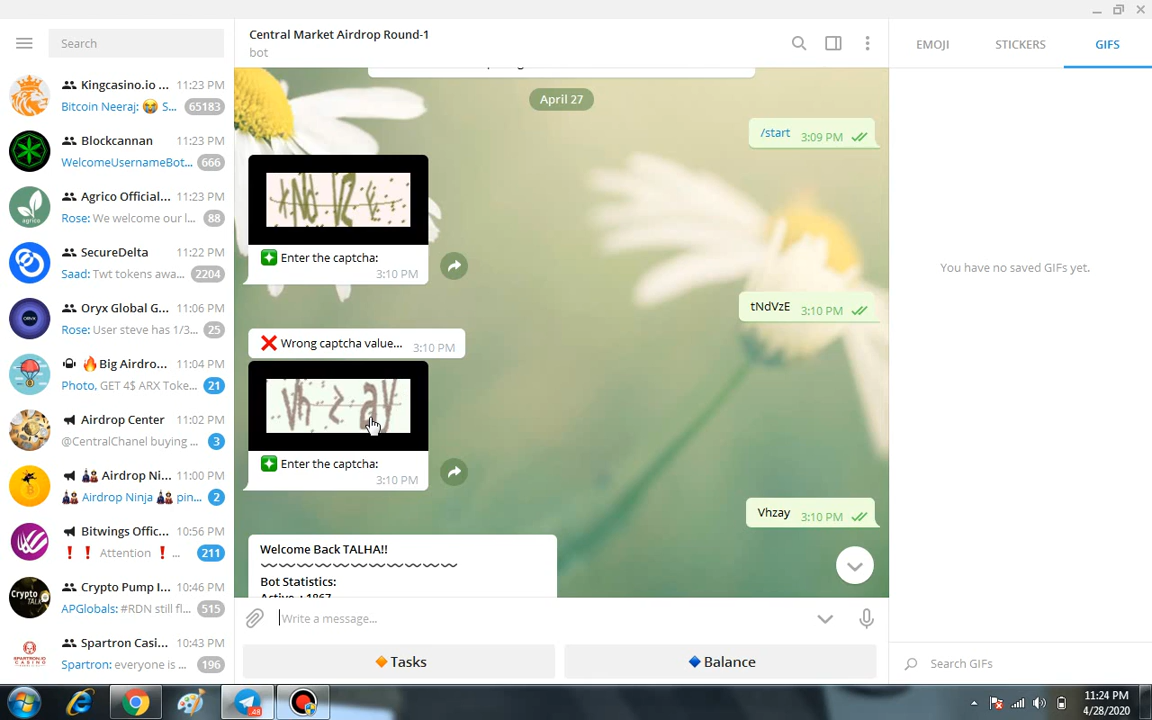 Search
Kingcasino.io ... 11:23 PM
Bitcoin Neeraj: 😭 S... 65183
Blockcannan 11:23 PM
WelcomeUsernameBot... 666
Agrico Official... 11:23 PM
Rose: We welcome our l... 88
SecureDelta 11:22 PM
Saad: Twt tokens awa... 2204
Oryx Global G... 11:06 PM
Rose: User steve has 1/3... 25
🔥Big Airdro... 11:04 PM
Photo, GET 4$ ARX Toke... 21
Airdrop Center 11:02 PM
@CentralChanel buying ... 3
Airdrop Ni... 11:00 PM
Airdrop Ninja pin... 2
Bitwings Offic... 10:56 PM
❗ ❗ Attention ❗ ... 211
Crypto Pump I... 10:46 PM
APGlobals: #RDN still fl... 515
Spartron Casi... 10:43 PM
Spartron: everyone is ... 196
Central Market Airdrop Round-1
bot
April 27
/start 3:09 PM
Enter the captcha:
3:10 PM
tNdVzE 3:10 PM
❌ Wrong captcha value... 3:10 PM
Enter the captcha:
3:10 PM
Vhzay 3:10 PM
Welcome Back TALHA!!
Bot Statistics:
Write a message...
🔶 Tasks
🔷 Balance
EMOJI STICKERS GIFS
You have no saved GIFs yet.
Search GIFs
11:24 PM
4/28/2020